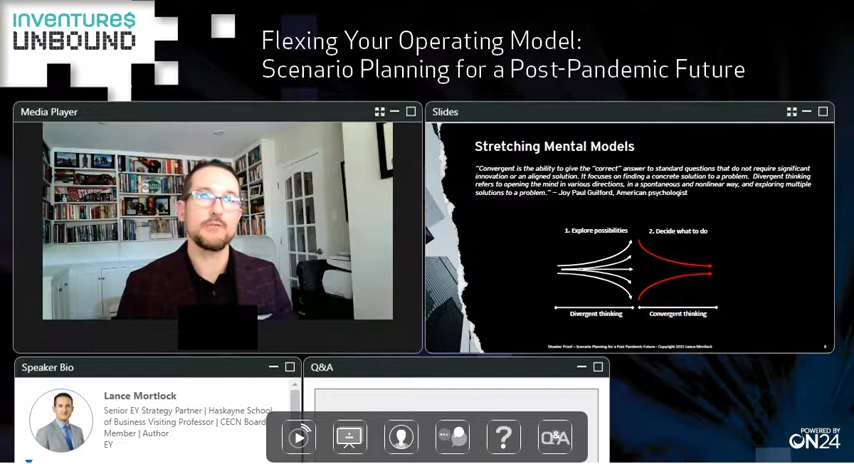 INVENTURE$
UNBOUND
Flexing Your Operating Model:
Scenario Planning for a Post-Pandemic Future
Media Player
Slides
Stretching Mental Models
"Convergent is the ability to give the "correct" answer to standard questions that do not require significant
innovation or an aligned solution. It focuses on finding a concrete solution to a problem. Divergent thinking
refers to opening the mind in various directions, in a spontaneous and nonlinear way, and exploring multiple
solutions to a problem." – Joy Paul Guilford, American psychologist
1. Explore possibilities
2. Decide what to do
Divergent thinking
Convergent thinking
Disaster Proof – Scenario Planning for a Post Pandemic Future - Copyright 2021 Lance Mortlock
Speaker Bio
Q&A
Lance Mortlock
Senior EY Strategy Partner | Haskayne School
of Business Visiting Professor | CECN Board
Member | Author
EY
?
Q&A
POWERED BY
ON24